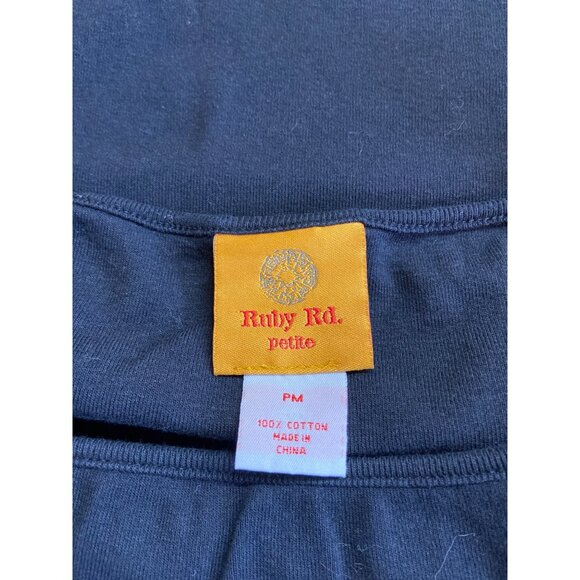 Ruby Rd.
petite
PM
100% COTTON
MADE IN
CHINA